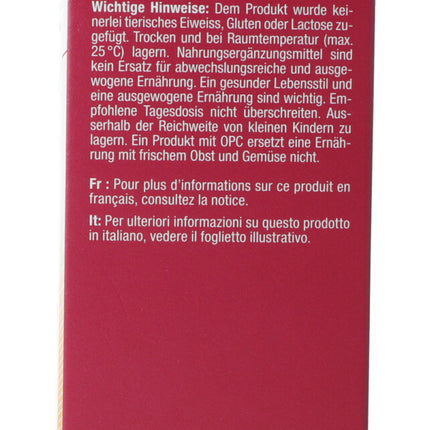 Wichtige Hinweise: Dem Produkt wurde kei-
nerlei tierisches Eiweiss, Gluten oder Lactose zu-
gefügt. Trocken und bei Raumtemperatur (max.
25°C) lagern. Nahrungsergänzungsmittel sind
kein Ersatz für abwechslungsreiche und ausge-
wogene Ernährung. Ein gesunder Lebensstil und
eine ausgewogene Ernährung sind wichtig. Em-
pfohlene Tagesdosis nicht überschreiten. Aus-
serhalb der Reichweite von kleinen Kindern zu
lagern. Ein Produkt mit OPC ersetzt eine Ernäh-
rung mit frischem Obst und Gemüse nicht.
Fr : Pour plus d'informations sur ce produit en
français, consultez la notice.
It: Per ulteriori informazioni su questo prodotto
in italiano, vedere il foglietto illustrativo.